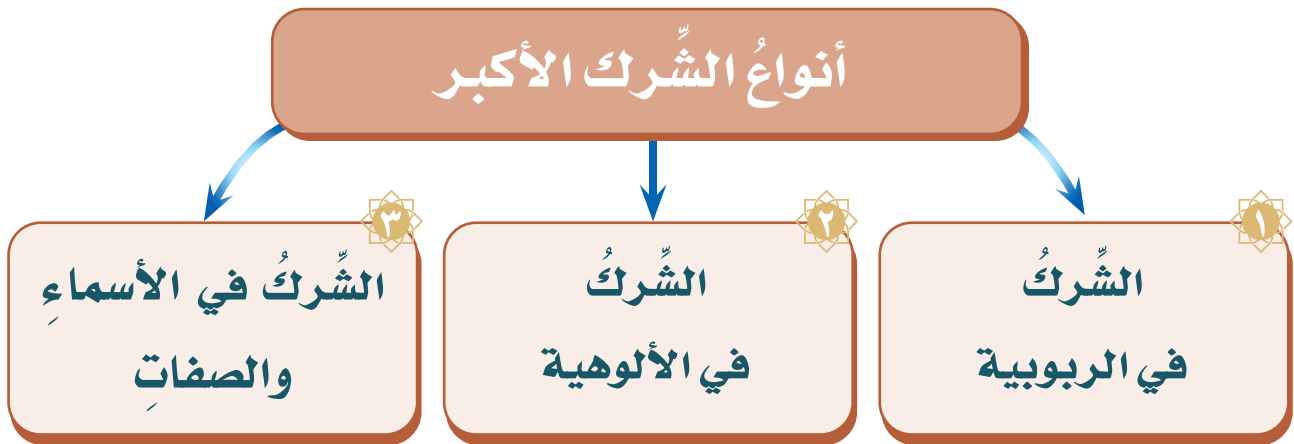 أنواعُ الشِّرك الأكبر
١
الشِّركُ
في الربوبية
٢
الشِّركُ
في الألوهية
٣
الشِّركُ في الأسماءِ
والصفاتِ